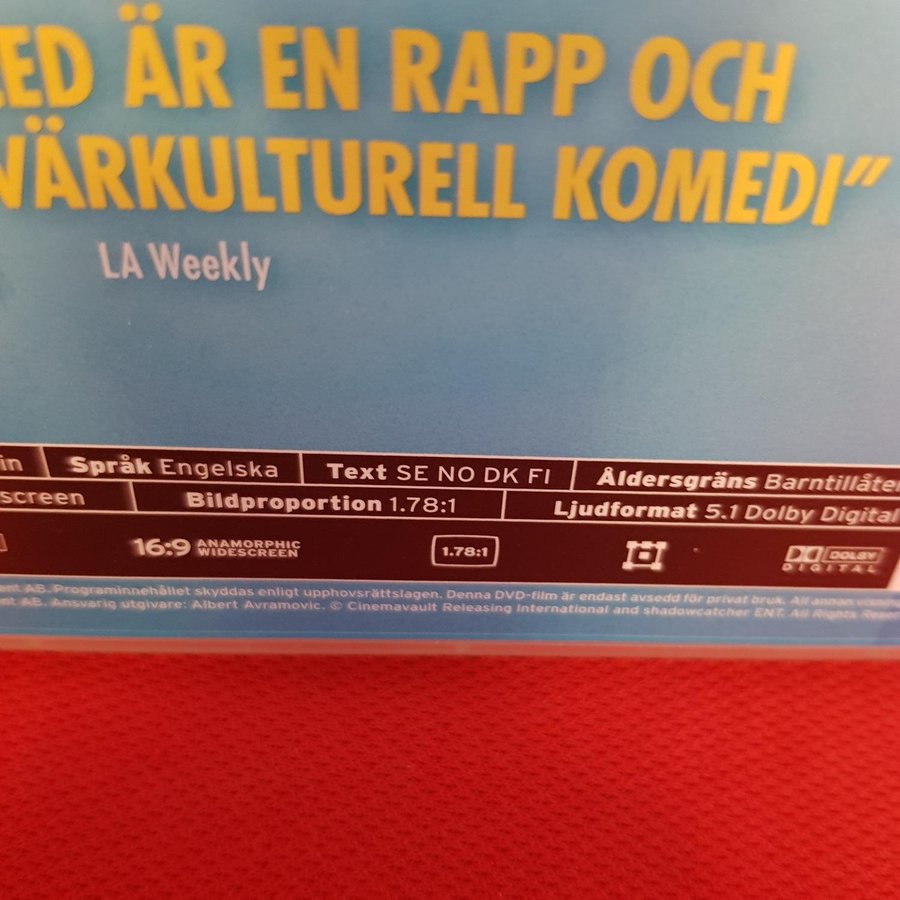 ED ÄR EN RAPP OCH
VÄRKULTURELL KOMEDI”
LA Weekly
in Språk Engelska Text SE NO DK FI Åldersgräns Barntillåten
screen Bildproportion 1.78:1 Ljudformat 5.1 Dolby Digital
16:9 ANAMORPHIC WIDESCREEN 1.78:1 DOLBY DIGITAL
ent AB. Programinnehållet skyddas enligt upphovsrättslagen. Denna DVD-film är endast avsedd för privat bruk. All annan
ent AB. Ansvarig utgivare: Albert Avramovic. © Cinemavault Releasing International and shadowcatcher ENT. All Rights